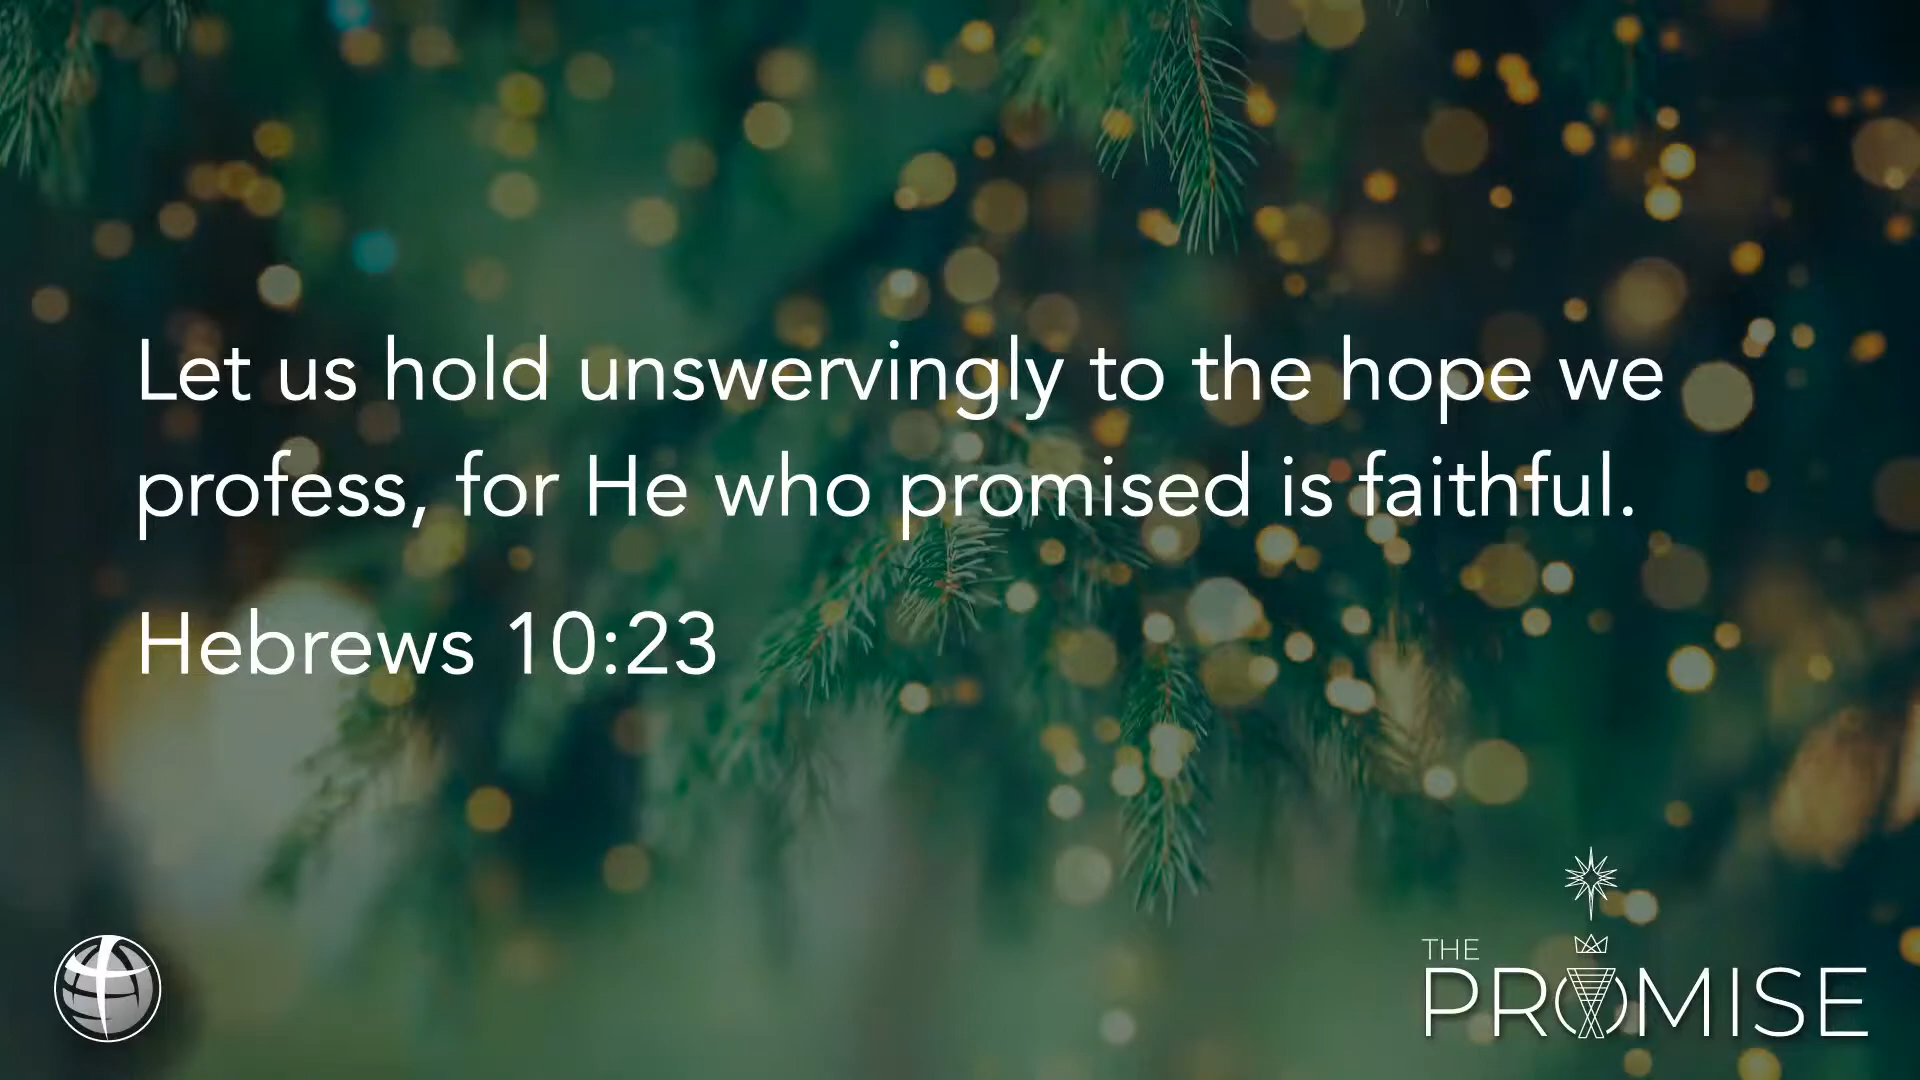 Let us hold unswervingly to the hope we
profess, for He who promised is faithful.
Hebrews 10:23
THE
PROMISE